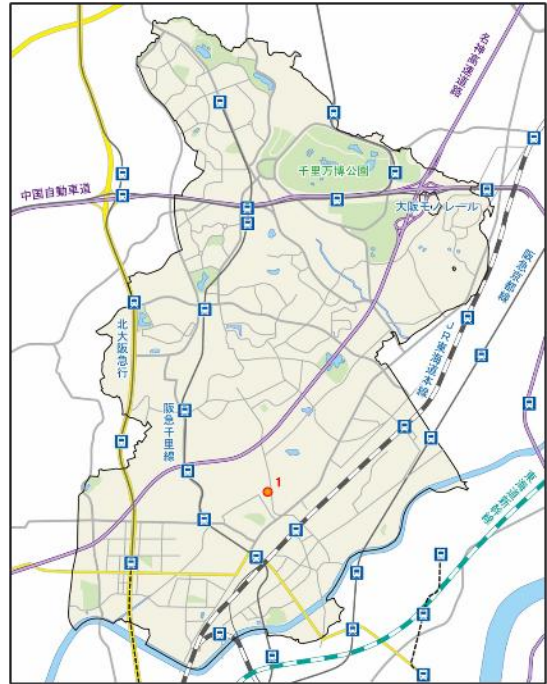 名神高速道路
千里万博公園
中国自動車道
大阪モノレール
阪急京都線
JR東海道本線
北大阪急行
阪急千里線
1
東海道新幹線